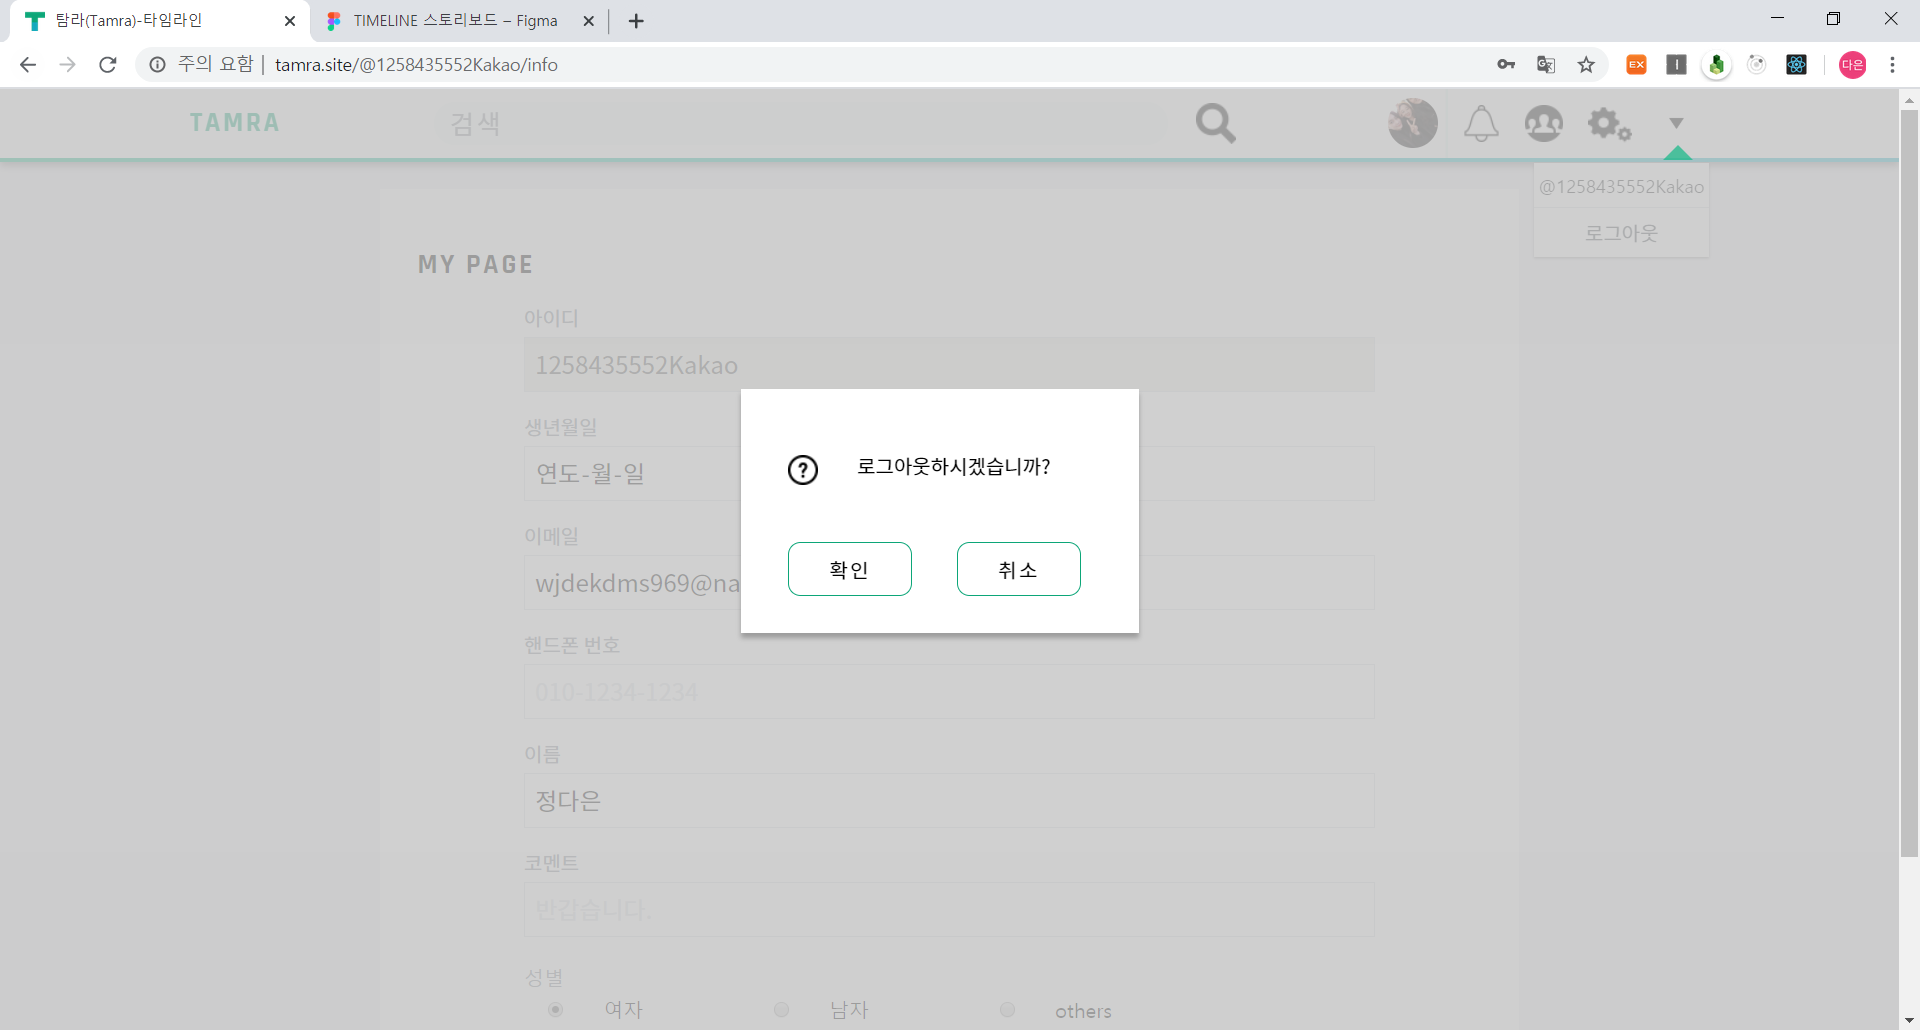 탐라(Tamra)-타임라인
TIMELINE 스토리보드 – Figma
주의 요함 | tamra.site/@1258435552Kakao/info
EX
다은
TAMRA
검색
@1258435552Kakao
로그아웃
MY PAGE
아이디
1258435552Kakao
생년월일
연도-월-일
로그아웃하시겠습니까?
이메일
wjdekdms969@na
확인
취소
핸드폰 번호
010-1234-1234
이름
정다은
코멘트
반갑습니다.
성별
여자
남자
others